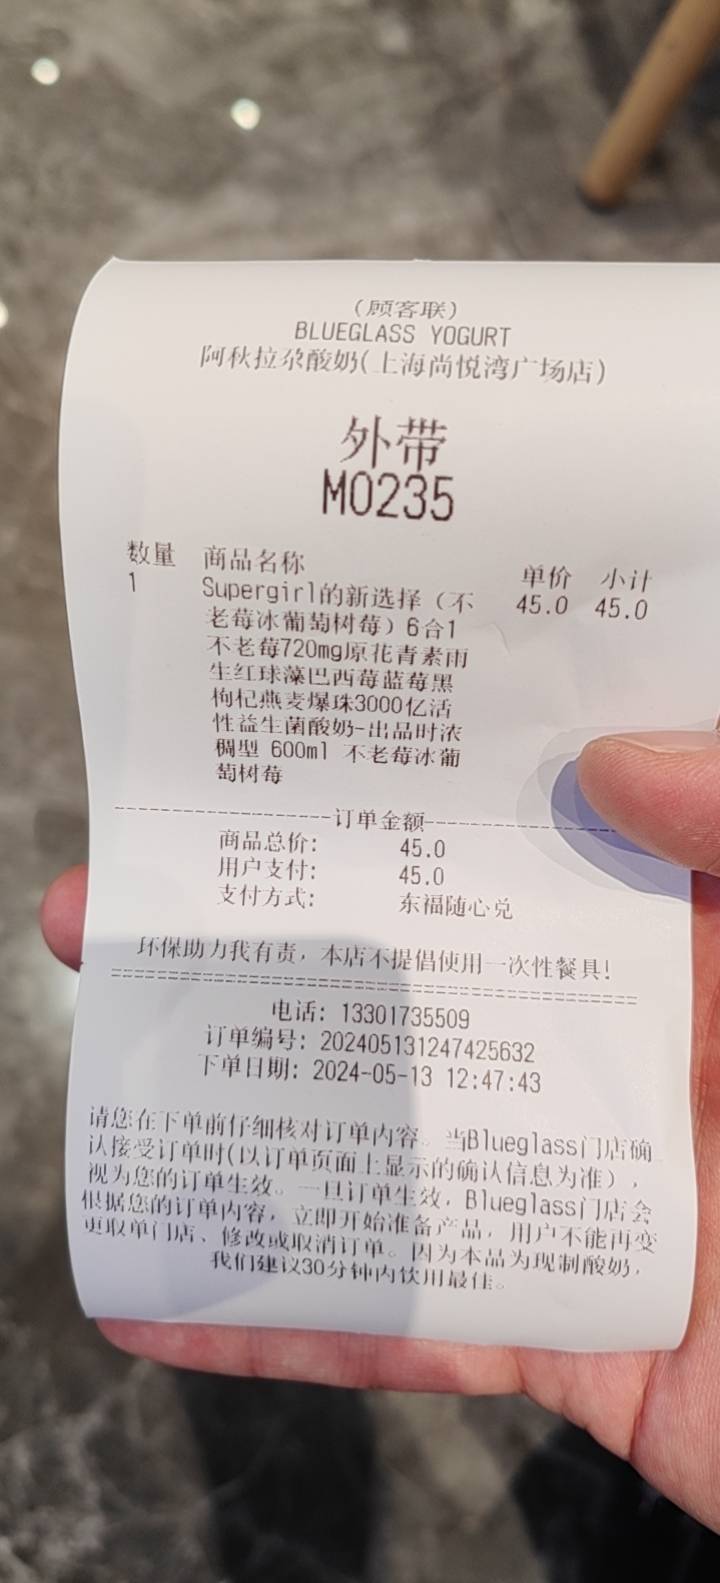 (顾客联)
BLUEGLASS YOGURT
阿秋拉尕酸奶(上海尚悦湾广场店)
外带
M0235
数量 商品名称 单价 小计
1 Supergirl的新选择（不 45.0 45.0
老莓冰葡萄树莓）6合1
不老莓720mg原花青素雨
生红球藻巴西莓蓝莓黑
枸杞燕麦爆珠3000亿活
性益生菌酸奶-出品时浓
稠型 600ml 不老莓冰葡
萄树莓
------------------订单金额------------------
商品总价: 45.0
用户支付: 45.0
支付方式: 东福随心兑
环保助力我有责，本店不提倡使用一次性餐具!
================================================
电话: 13301735509
订单编号: 202405131247425632
下单日期: 2024-05-13 12:47:43
请您在下单前仔细核对订单内容。当Blueglass门店确
认接受订单时(以订单页面上显示的确认信息为准)，
视为您的订单生效。一旦订单生效，Blueglass门店会
根据您的订单内容，立即开始准备产品，用户不能再变
更取单门店、修改或取消订单。因为本品为现制酸奶，
我们建议30分钟内饮用最佳。